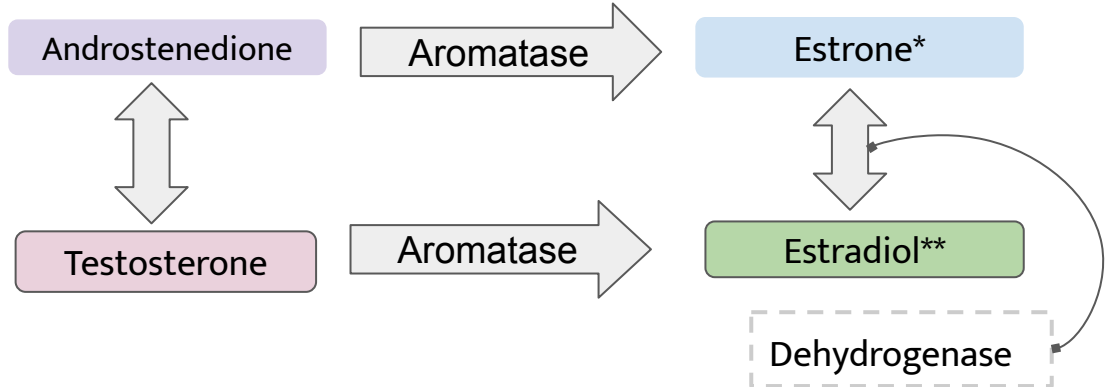 Androstenedione
Aromatase
Estrone*
Testosterone
Aromatase
Estradiol**
Dehydrogenase